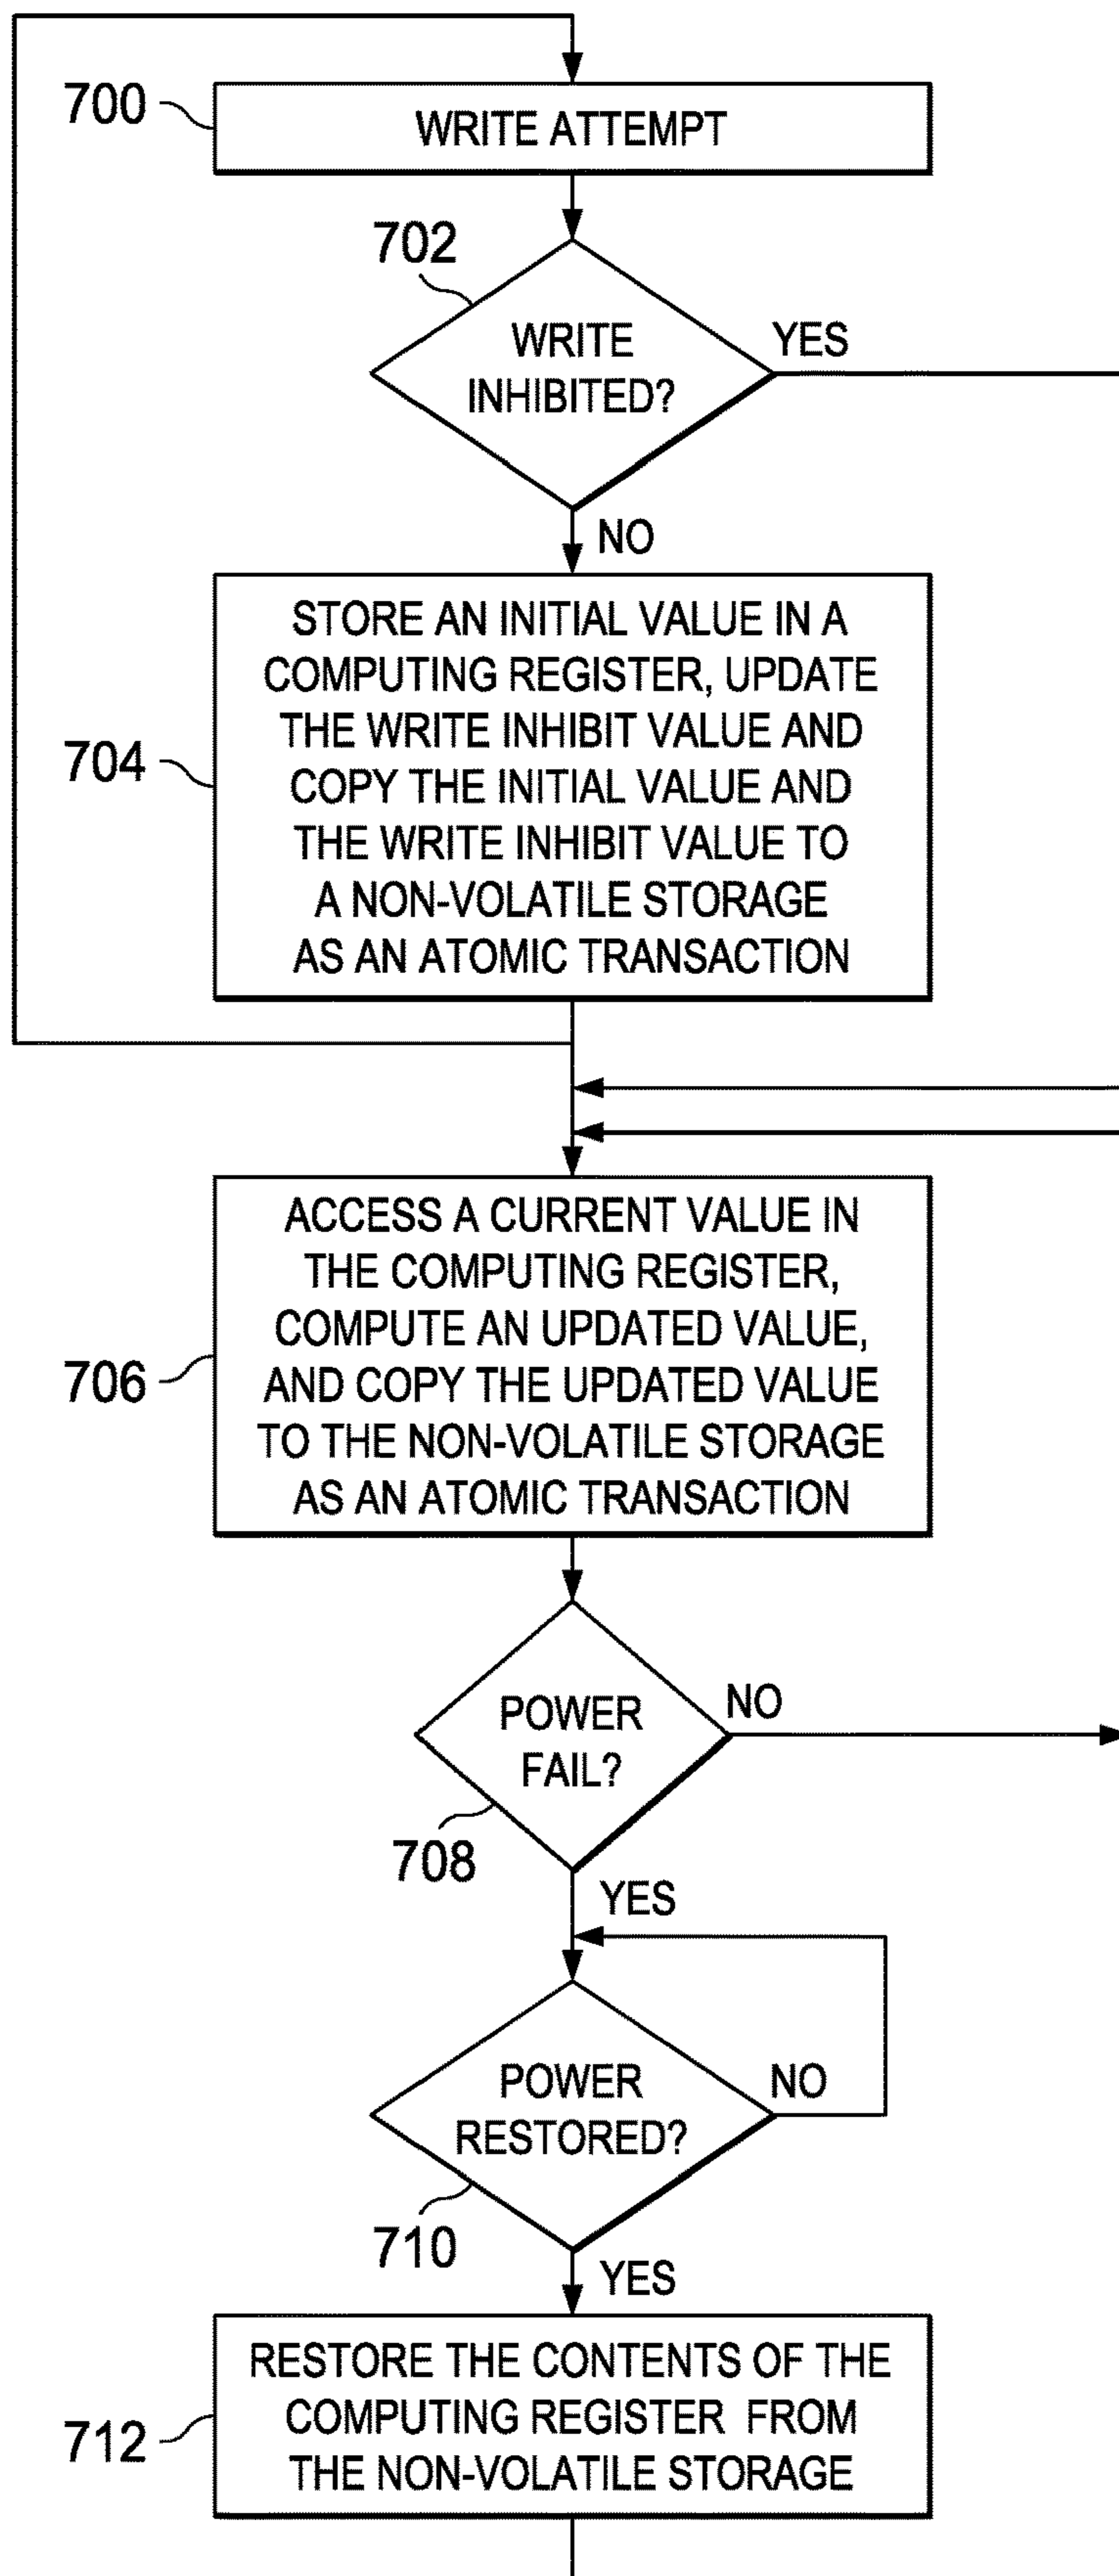 700
WRITE ATTEMPT
702
WRITE
INHIBITED?
YES
NO
STORE AN INITIAL VALUE IN A
COMPUTING REGISTER, UPDATE
THE WRITE INHIBIT VALUE AND
COPY THE INITIAL VALUE AND
THE WRITE INHIBIT VALUE TO
A NON-VOLATILE STORAGE
AS AN ATOMIC TRANSACTION
704
ACCESS A CURRENT VALUE IN
THE COMPUTING REGISTER,
COMPUTE AN UPDATED VALUE,
AND COPY THE UPDATED VALUE
TO THE NON-VOLATILE STORAGE
AS AN ATOMIC TRANSACTION
706
POWER
FAIL?
NO
708
YES
POWER
RESTORED?
NO
710
YES
RESTORE THE CONTENTS OF THE
COMPUTING REGISTER FROM
THE NON-VOLATILE STORAGE
712